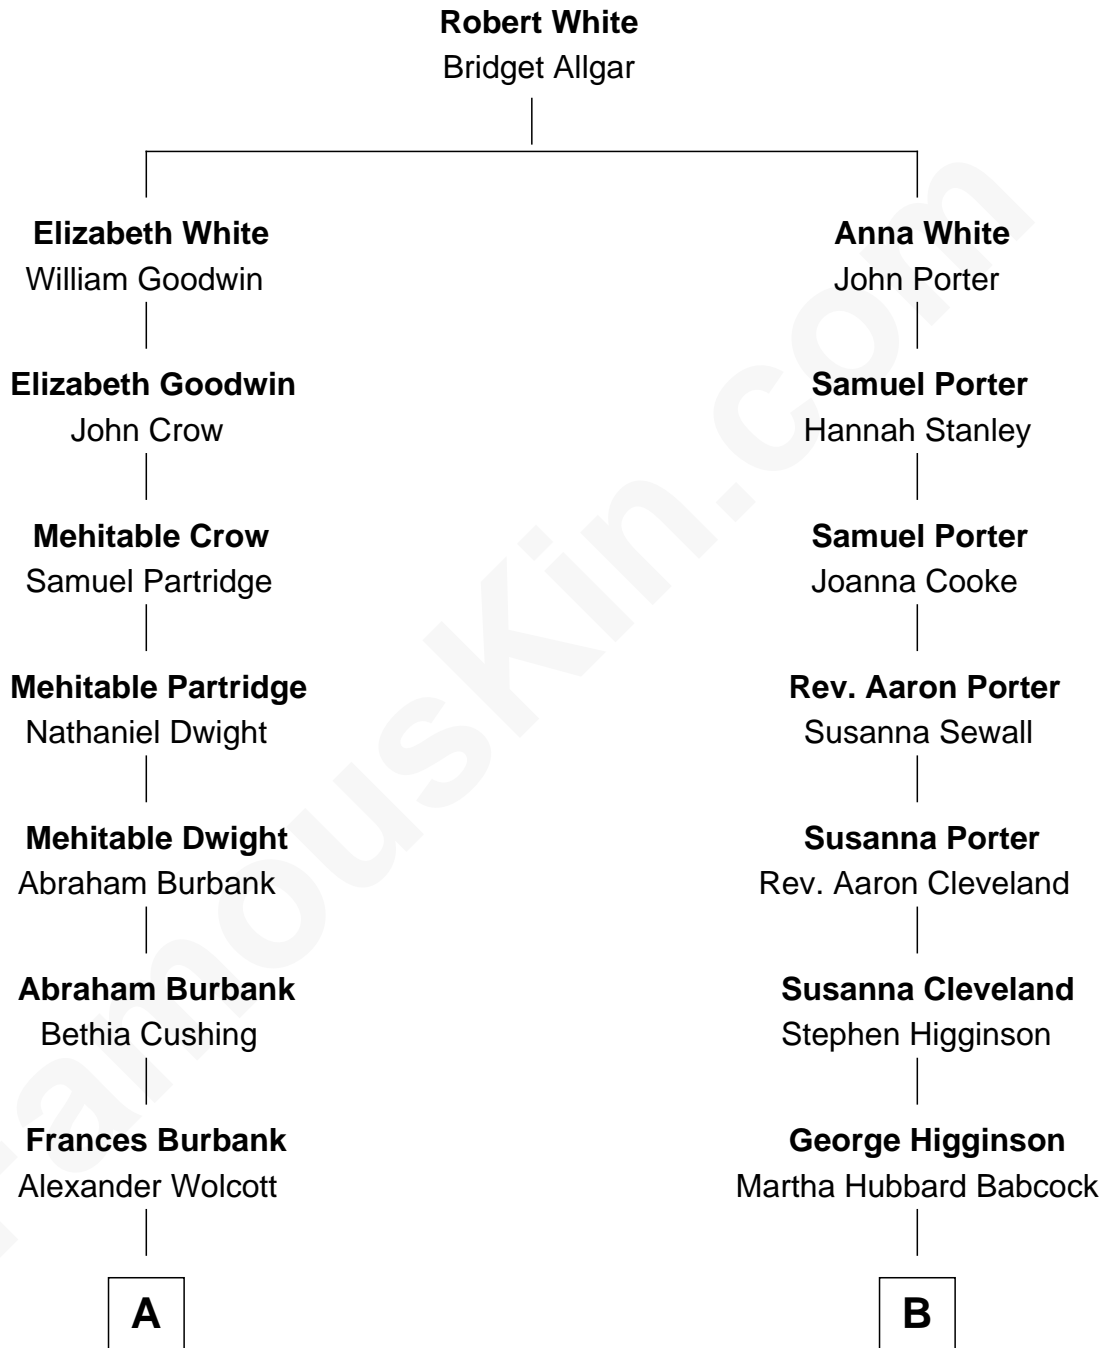 Robert White
Bridget Allgar
Elizabeth White
William Goodwin
Anna White
John Porter
Elizabeth Goodwin
John Crow
Samuel Porter
Hannah Stanley
Mehitable Crow
Samuel Partridge
Samuel Porter
Joanna Cooke
Mehitable Partridge
Nathaniel Dwight
Rev. Aaron Porter
Susanna Sewall
Mehitable Dwight
Abraham Burbank
Susanna Porter
Rev. Aaron Cleveland
Abraham Burbank
Bethia Cushing
Susanna Cleveland
Stephen Higginson
Frances Burbank
Alexander Wolcott
George Higginson
Martha Hubbard Babcock
A
B
FamousKin.com